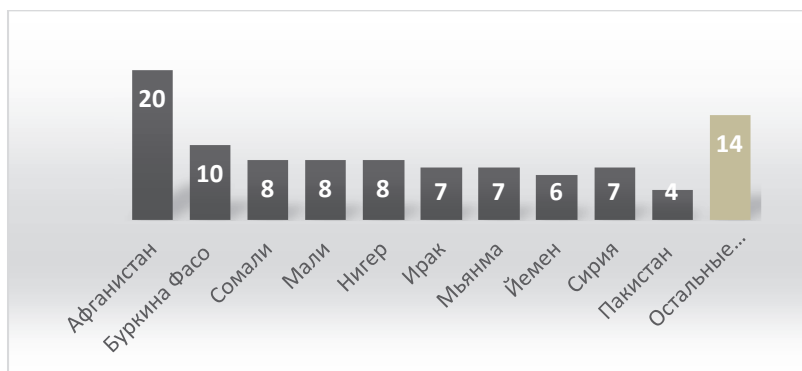 20
10
8
8
8
7
7
6
7
4
14
Афганистан
Буркина Фасо
Сомали
Мали
Нигер
Ирак
Мьянма
Йемен
Сирия
Пакистан
Остальные...